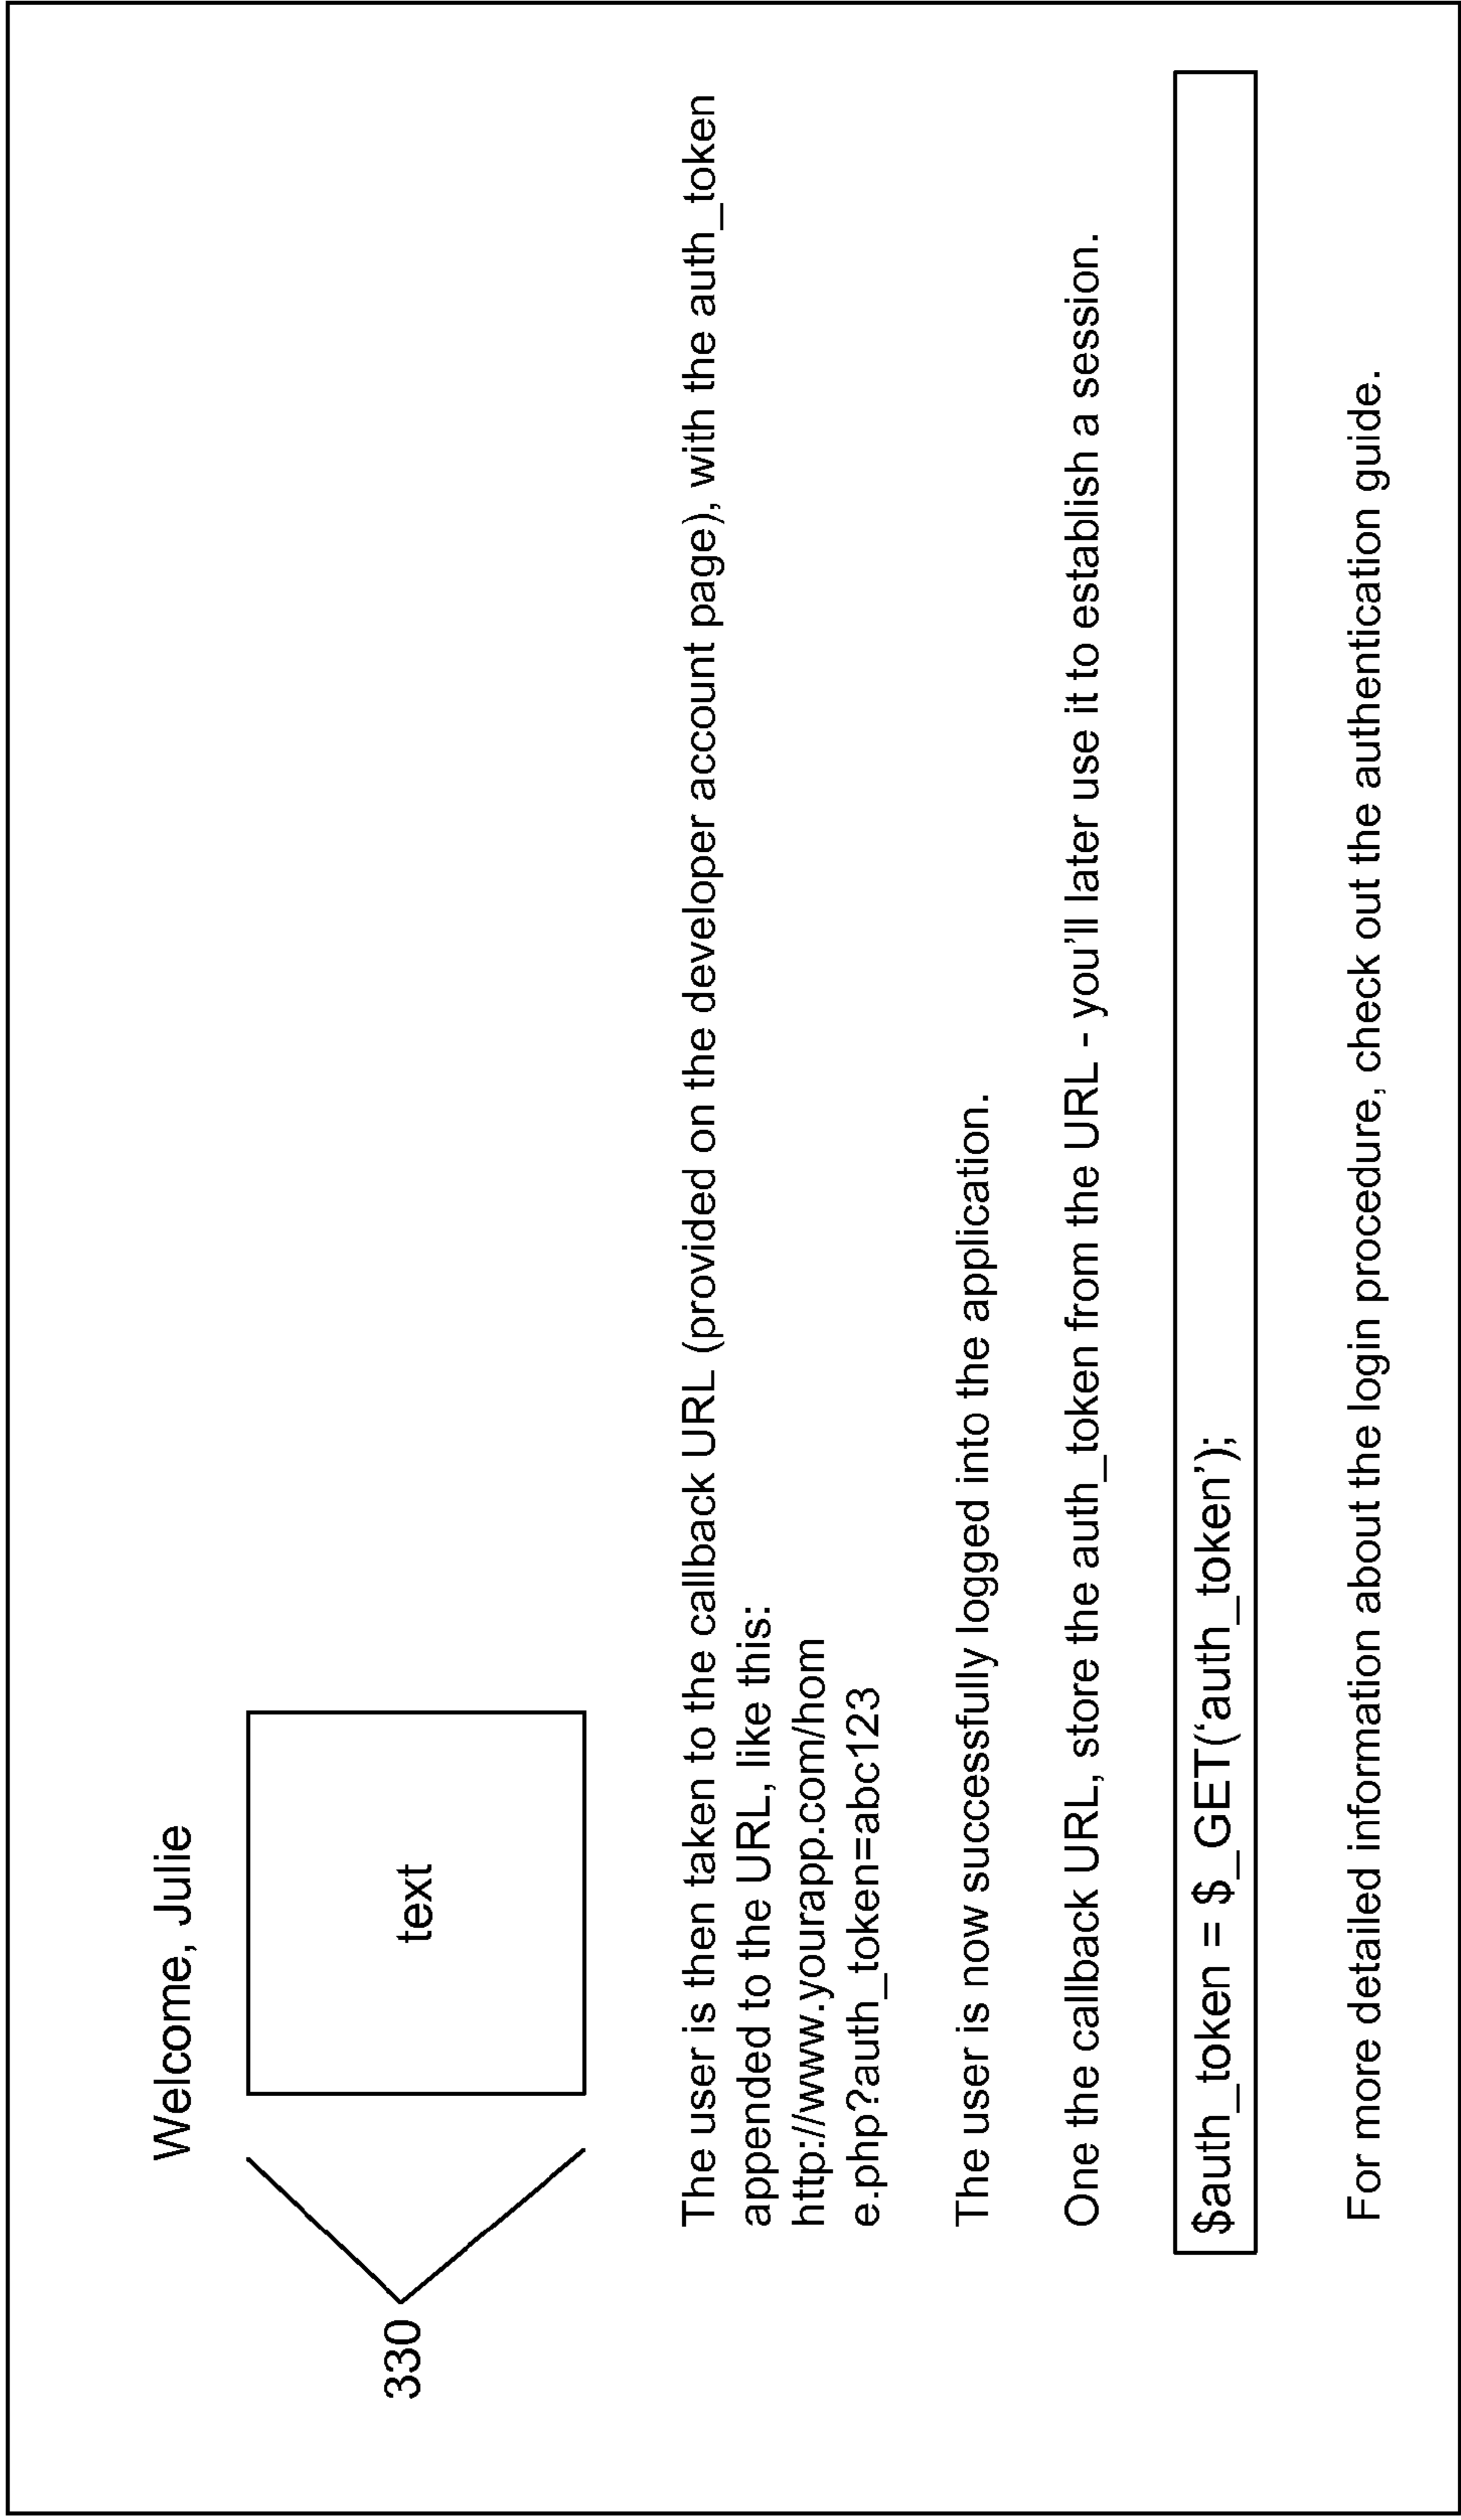 Welcome, Julie
text
330
The user is then taken to the callback URL (provided on the developer account page), with the auth_token
appended to the URL, like this:
http://www.yourapp.com/hom
e.php?auth_token=abc123
The user is now successfully logged into the application.
One the callback URL, store the auth_token from the URL - you’ll later use it to establish a session.
$auth_token = $_GET(‘auth_token’);
For more detailed information about the login procedure, check out the authentication guide.